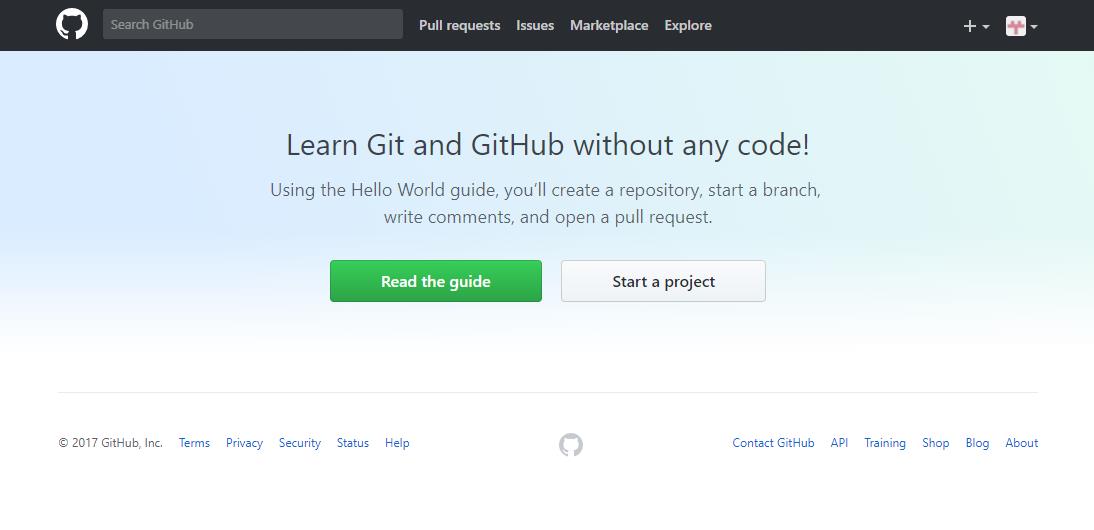 Search GitHub
Pull requests Issues Marketplace Explore
Learn Git and GitHub without any code!
Using the Hello World guide, you’ll create a repository, start a branch,
write comments, and open a pull request.
Read the guide
Start a project
© 2017 GitHub, Inc. Terms Privacy Security Status Help
Contact GitHub API Training Shop Blog About